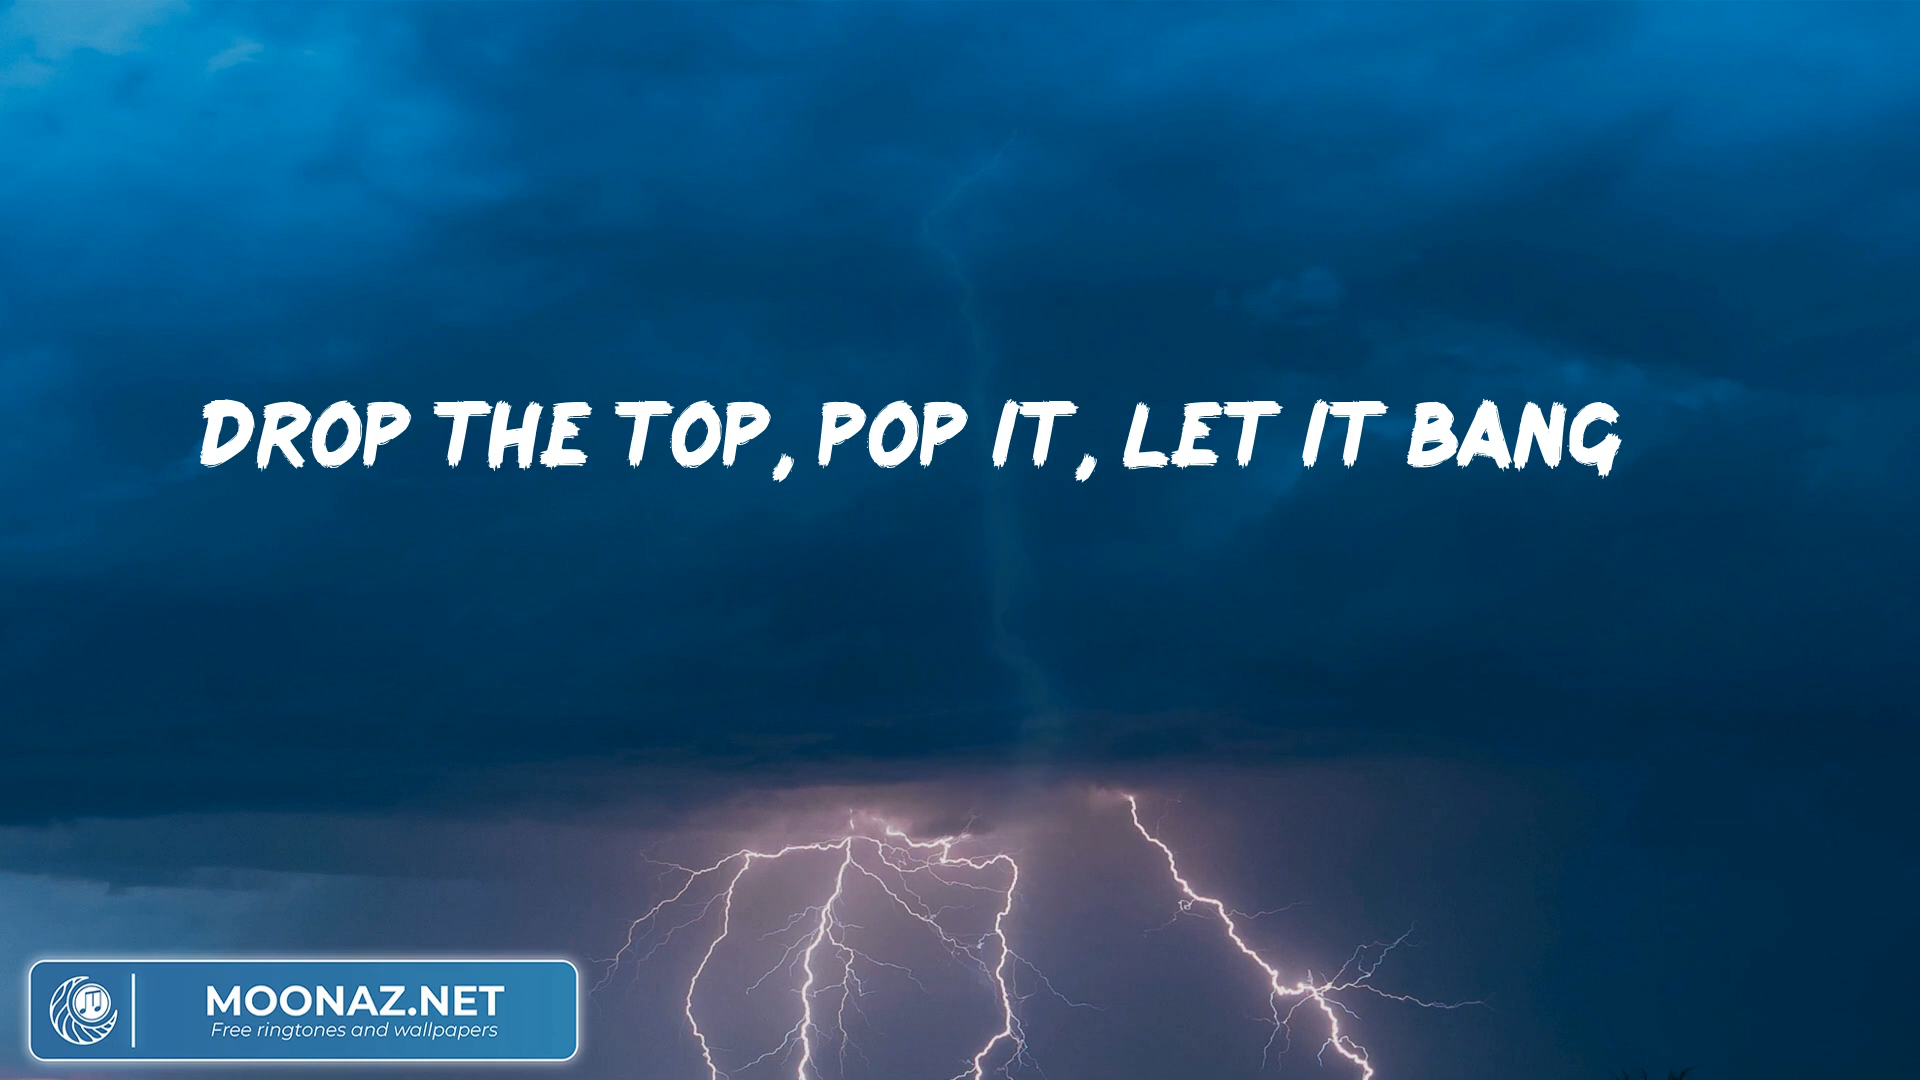 DROP THE TOP, POP IT, LET IT BANG
MOONAZ.NET
Free ringtones and wallpapers